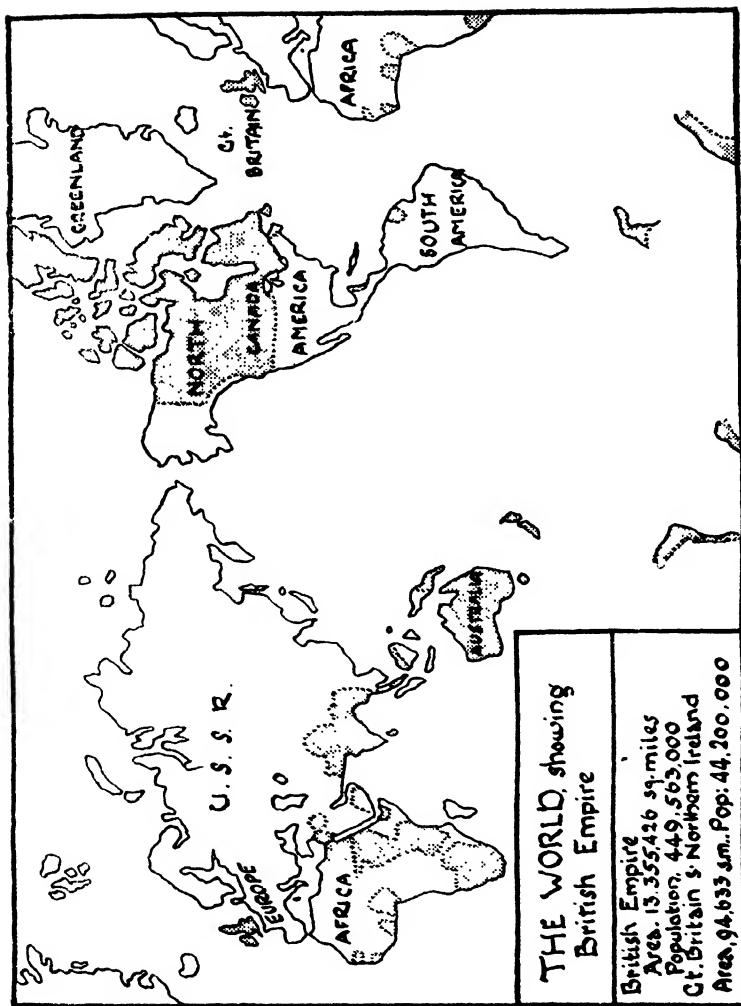 GREENLAND
Gt.
BRITAIN
AFRICA
NORTH
CANADA
AMERICA
SOUTH
AMERICA
U. S. S. R.
EUROPE
AFRICA
AUSTRALIA
THE WORLD, showing
British Empire
British Empire
Area. 13.355,426 sq. miles
Population. 449,563,000
Gt. Britain & Northern Ireland
Area, 94,633 s.m. Pop: 44,200,000